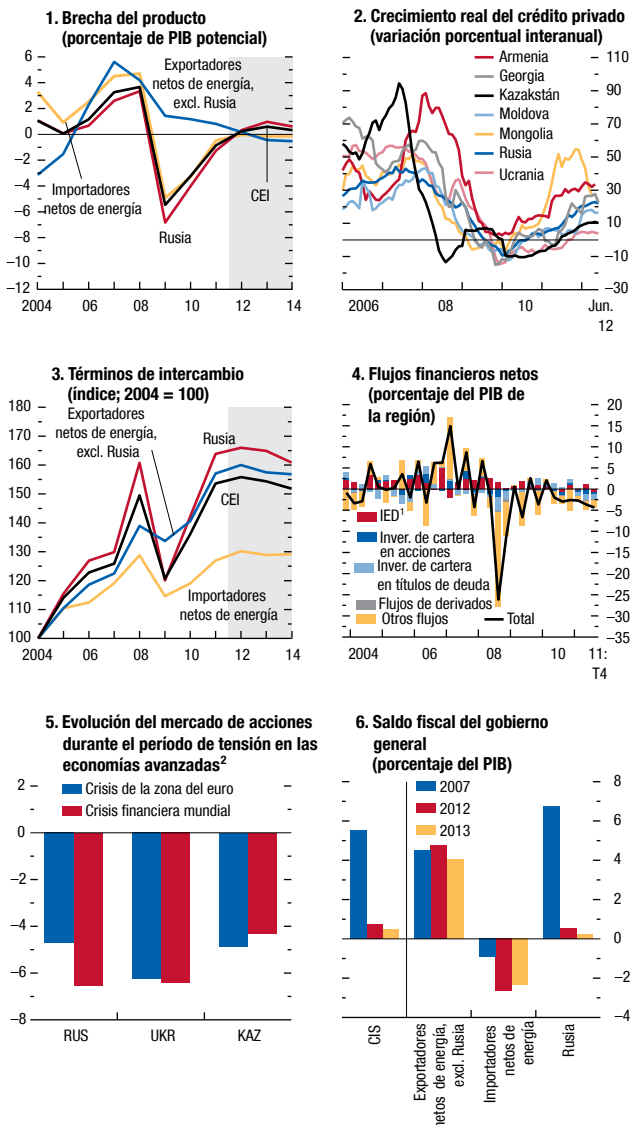 1. Brecha del producto
(porcentaje de PIB potencial)
6
4
2
0
–2
–4
–6
–8
–10
–12
Exportadores
netos de energía,
excl. Rusia
Importadores
netos de energía
CEI
Rusia
2004 06 08 10 12 14
2. Crecimiento real del crédito privado
(variación porcentual interanual)
Armenia
Georgia
Kazakstán
Moldova
Mongolia
Rusia
Ucrania
110
90
70
50
30
10
–10
–30
2006 08 10 Jun.
12
3. Términos de intercambio
(índice; 2004 = 100)
180
170
160
150
140
130
120
110
100
Exportadores
netos de energía,
excl. Rusia
Rusia
CEI
Importadores
netos de energía
2004 06 08 10 12 14
4. Flujos financieros netos
(porcentaje del PIB de
la región)
20
15
10
5
0
–5
–10
–15
–20
–25
–30
–35
IED1
Inver. de cartera
en acciones
Inver. de cartera
en títulos de deuda
Flujos de derivados
Otros flujos
Total
2004 06 08 10 11:
T4
5. Evolución del mercado de acciones
durante el período de tensión en las
economías avanzadas2
2
0
–2
–4
–6
–8
Crisis de la zona del euro
Crisis financiera mundial
RUS UKR KAZ
6. Saldo fiscal del gobierno
general
(porcentaje del PIB)
2007
2012
2013
8
6
4
2
0
–2
–4
CIS
Exportadores
netos de energía,
excl. Rusia
Importadores
netos de
energía
Rusia